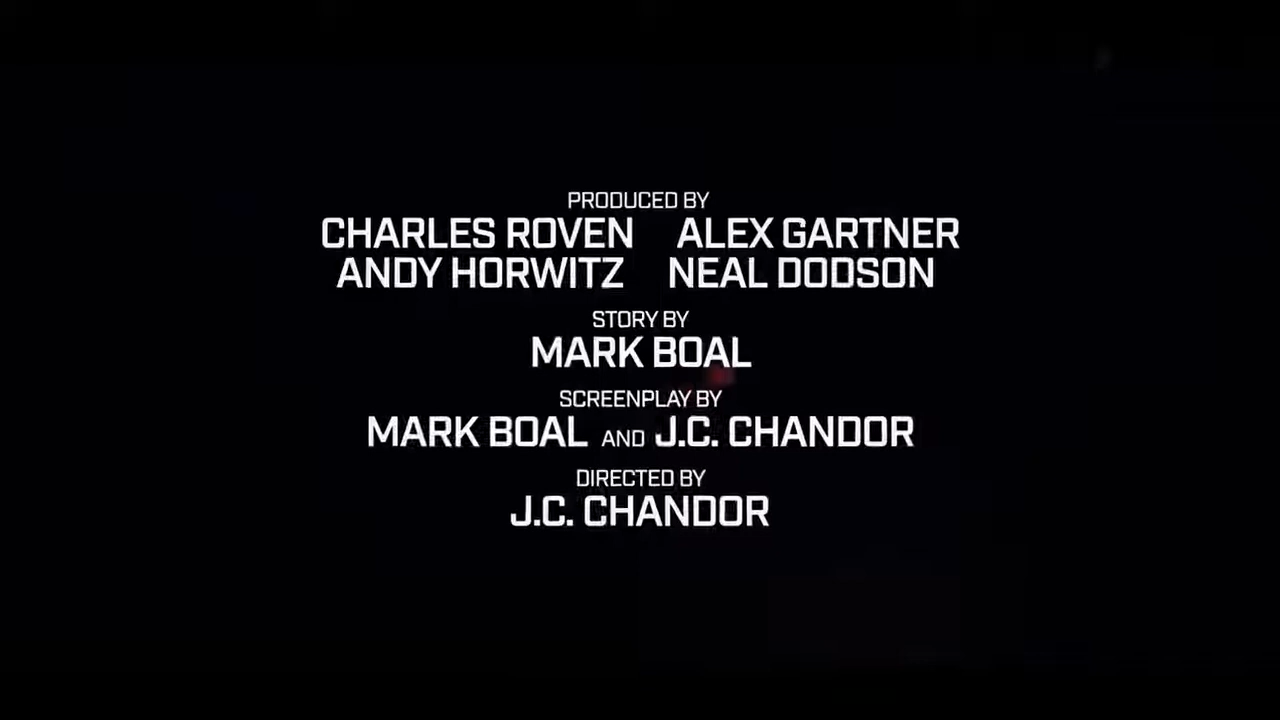 PRODUCED BY
CHARLES ROVEN ALEX GARTNER
ANDY HORWITZ NEAL DODSON
STORY BY
MARK BOAL
SCREENPLAY BY
MARK BOAL AND J.C. CHANDOR
DIRECTED BY
J.C. CHANDOR